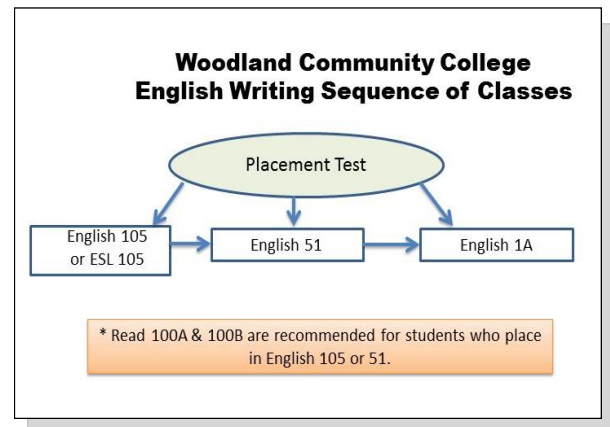 Woodland Community College
English Writing Sequence of Classes
Placement Test
English 105
or ESL 105
English 51
English 1A
* Read 100A & 100B are recommended for students who place
in English 105 or 51.